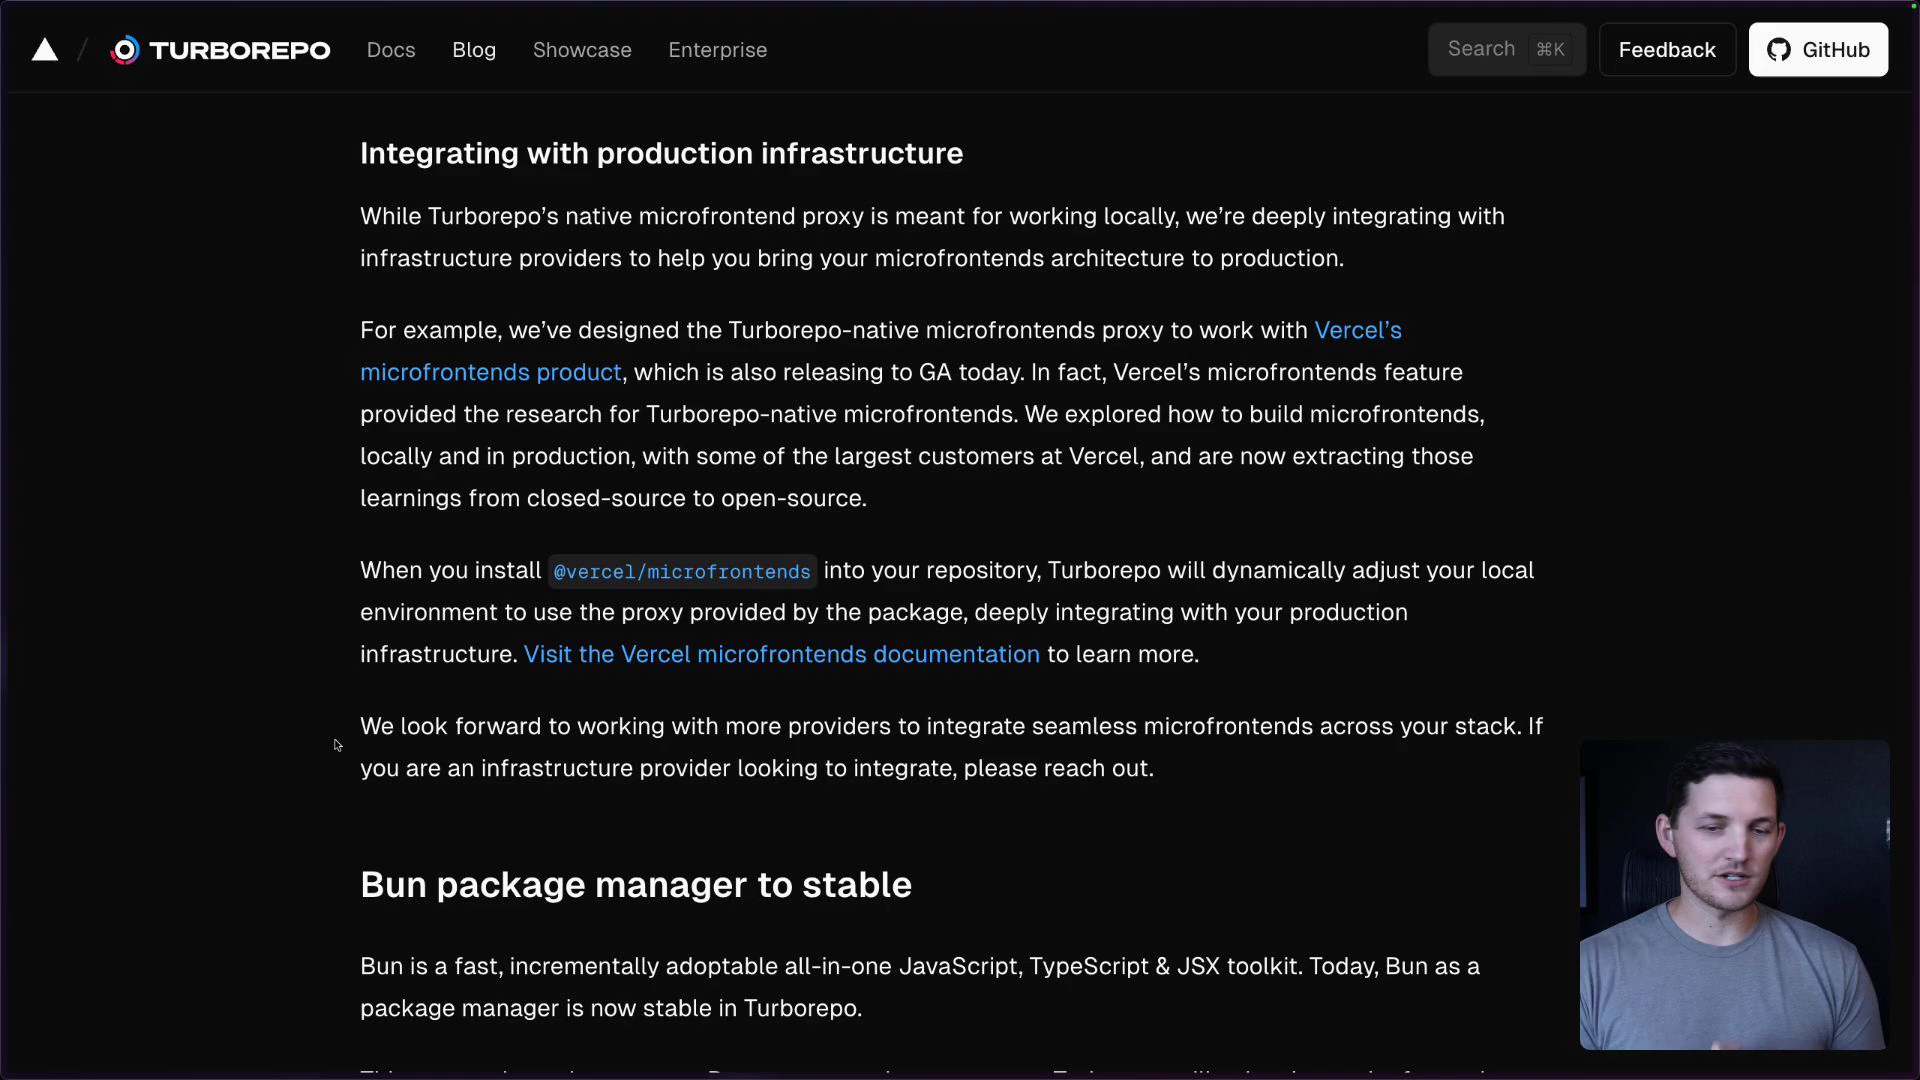 TURBOREPO Docs Blog Showcase Enterprise Search ⌘K Feedback GitHub
Integrating with production infrastructure
While Turborepo’s native microfrontend proxy is meant for working locally, we’re deeply integrating with
infrastructure providers to help you bring your microfrontends architecture to production.
For example, we’ve designed the Turborepo-native microfrontends proxy to work with Vercel’s
microfrontends product, which is also releasing to GA today. In fact, Vercel’s microfrontends feature
provided the research for Turborepo-native microfrontends. We explored how to build microfrontends,
locally and in production, with some of the largest customers at Vercel, and are now extracting those
learnings from closed-source to open-source.
When you install @vercel/microfrontends into your repository, Turborepo will dynamically adjust your local
environment to use the proxy provided by the package, deeply integrating with your production
infrastructure. Visit the Vercel microfrontends documentation to learn more.
We look forward to working with more providers to integrate seamless microfrontends across your stack. If
you are an infrastructure provider looking to integrate, please reach out.
Bun package manager to stable
Bun is a fast, incrementally adoptable all-in-one JavaScript, TypeScript & JSX toolkit. Today, Bun as a
package manager is now stable in Turborepo.